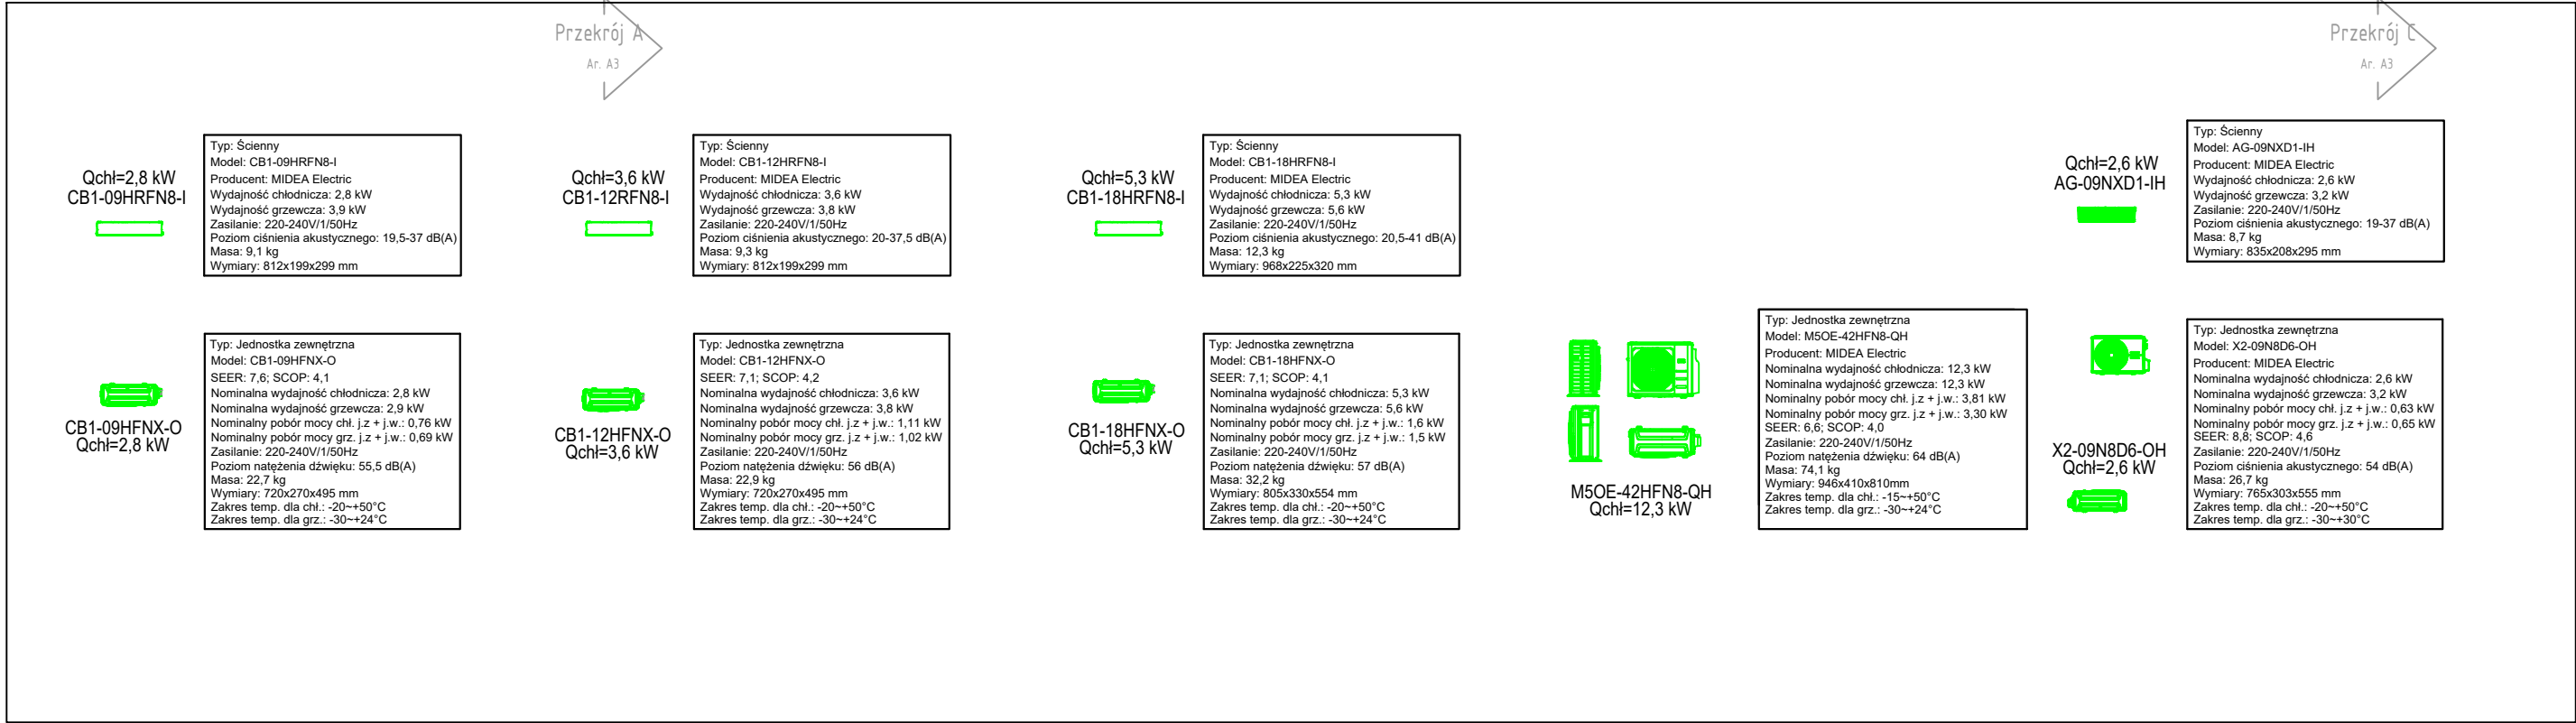 Przekrój A
Ar. A3
Przekrój C
Ar. A3
Qchł=2,8 kW
CB1-09HRFN8-I
Typ: Ścienny
Model: CB1-09HRFN8-I
Producent: MIDEA Electric
Wydajność chłodnicza: 2,8 kW
Wydajność grzewcza: 3,9 kW
Zasilanie: 220-240V/1/50Hz
Poziom ciśnienia akustycznego: 19,5-37 dB(A)
Masa: 9,1 kg
Wymiary: 812x199x299 mm
Qchł=3,6 kW
CB1-12RFN8-I
Typ: Ścienny
Model: CB1-12HRFN8-I
Producent: MIDEA Electric
Wydajność chłodnicza: 3,6 kW
Wydajność grzewcza: 3,8 kW
Zasilanie: 220-240V/1/50Hz
Poziom ciśnienia akustycznego: 20-37,5 dB(A)
Masa: 9,3 kg
Wymiary: 812x199x299 mm
Qchł=5,3 kW
CB1-18HRFN8-I
Typ: Ścienny
Model: CB1-18HRFN8-I
Producent: MIDEA Electric
Wydajność chłodnicza: 5,3 kW
Wydajność grzewcza: 5,6 kW
Zasilanie: 220-240V/1/50Hz
Poziom ciśnienia akustycznego: 20,5-41 dB(A)
Masa: 12,3 kg
Wymiary: 968x225x320 mm
Qchł=2,6 kW
AG-09NXD1-IH
Typ: Ścienny
Model: AG-09NXD1-IH
Producent: MIDEA Electric
Wydajność chłodnicza: 2,6 kW
Wydajność grzewcza: 3,2 kW
Zasilanie: 220-240V/1/50Hz
Poziom ciśnienia akustycznego: 19-37 dB(A)
Masa: 8,7 kg
Wymiary: 835x208x295 mm
CB1-09HFNX-O
Qchł=2,8 kW
Typ: Jednostka zewnętrzna
Model: CB1-09HFNX-O
SEER: 7,6; SCOP: 4,1
Nominalna wydajność chłodnicza: 2,8 kW
Nominalna wydajność grzewcza: 2,9 kW
Nominalny pobór mocy chł. j.z + j.w.: 0,76 kW
Nominalny pobór mocy grz. j.z + j.w.: 0,69 kW
Zasilanie: 220-240V/1/50Hz
Poziom natężenia dźwięku: 55,5 dB(A)
Masa: 22,7 kg
Wymiary: 720x270x495 mm
Zakres temp. dla chł.: -20~+50°C
Zakres temp. dla grz.: -30~+24°C
CB1-12HFNX-O
Qchł=3,6 kW
Typ: Jednostka zewnętrzna
Model: CB1-12HFNX-O
SEER: 7,1; SCOP: 4,2
Nominalna wydajność chłodnicza: 3,6 kW
Nominalna wydajność grzewcza: 3,8 kW
Nominalny pobór mocy chł. j.z + j.w.: 1,11 kW
Nominalny pobór mocy grz. j.z + j.w.: 1,02 kW
Zasilanie: 220-240V/1/50Hz
Poziom natężenia dźwięku: 56 dB(A)
Masa: 22,9 kg
Wymiary: 720x270x495 mm
Zakres temp. dla chł.: -20~+50°C
Zakres temp. dla grz.: -30~+24°C
CB1-18HFNX-O
Qchł=5,3 kW
Typ: Jednostka zewnętrzna
Model: CB1-18HFNX-O
SEER: 7,1; SCOP: 4,1
Nominalna wydajność chłodnicza: 5,3 kW
Nominalna wydajność grzewcza: 5,6 kW
Nominalny pobór mocy chł. j.z + j.w.: 1,6 kW
Nominalny pobór mocy grz. j.z + j.w.: 1,5 kW
Zasilanie: 220-240V/1/50Hz
Poziom natężenia dźwięku: 57 dB(A)
Masa: 32,2 kg
Wymiary: 805x330x554 mm
Zakres temp. dla chł.: -20~+50°C
Zakres temp. dla grz.: -30~+24°C
M5OE-42HFN8-QH
Qchł=12,3 kW
Typ: Jednostka zewnętrzna
Model: M5OE-42HFN8-QH
Producent: MIDEA Electric
Nominalna wydajność chłodnicza: 12,3 kW
Nominalna wydajność grzewcza: 12,3 kW
Nominalny pobór mocy chł. j.z + j.w.: 3,81 kW
Nominalny pobór mocy grz. j.z + j.w.: 3,30 kW
SEER: 6,6; SCOP: 4,0
Zasilanie: 220-240V/1/50Hz
Poziom natężenia dźwięku: 64 dB(A)
Masa: 74,1 kg
Wymiary: 946x410x810mm
Zakres temp. dla chł.: -15~+50°C
Zakres temp. dla grz.: -30~+24°C
X2-09N8D6-OH
Qchł=2,6 kW
Typ: Jednostka zewnętrzna
Model: X2-09N8D6-OH
Producent: MIDEA Electric
Nominalna wydajność chłodnicza: 2,6 kW
Nominalna wydajność grzewcza: 3,2 kW
Nominalny pobór mocy chł. j.z + j.w.: 0,63 kW
Nominalny pobór mocy grz. j.z + j.w.: 0,65 kW
SEER: 8,8; SCOP: 4,6
Zasilanie: 220-240V/1/50Hz
Poziom ciśnienia akustycznego: 54 dB(A)
Masa: 26,7 kg
Wymiary: 765x303x555 mm
Zakres temp. dla chł.: -20~+50°C
Zakres temp. dla grz.: -30~+30°C